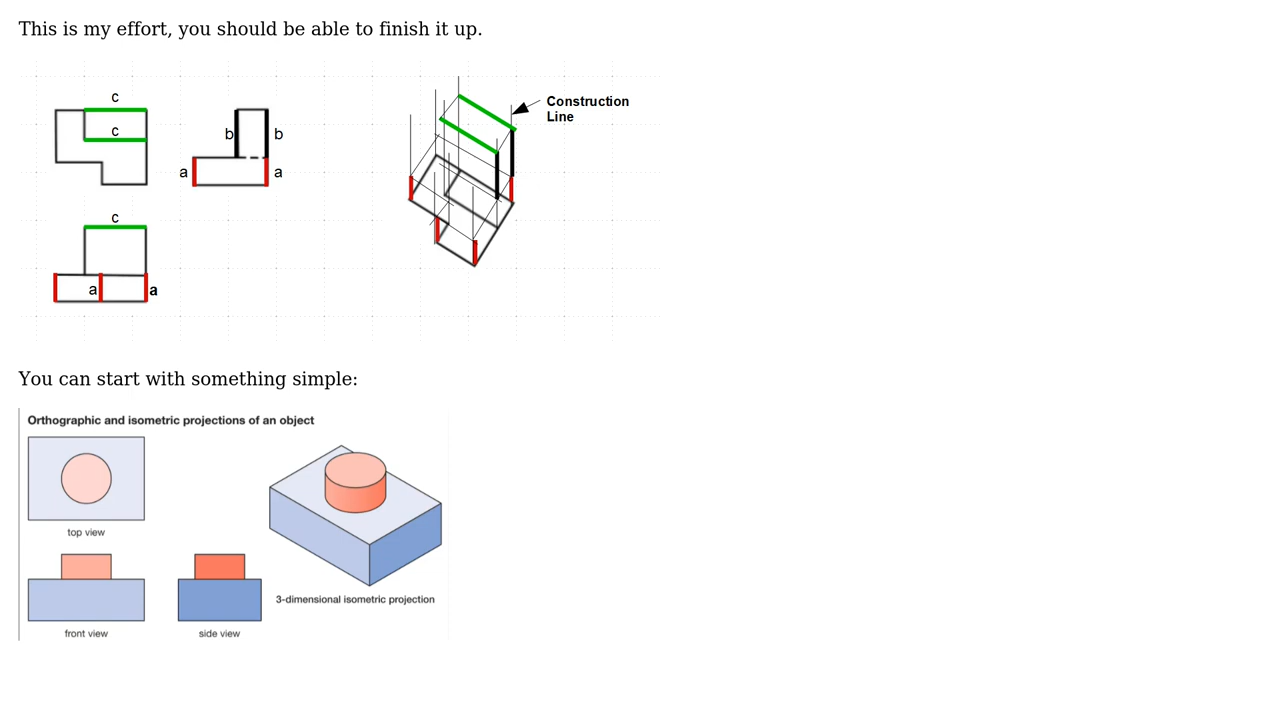 This is my effort, you should be able to finish it up.
c
c
b
b
a
a
Construction
Line
c
a
a
You can start with something simple:
Orthographic and isometric projections of an object
top view
3-dimensional isometric projection
front view
side view